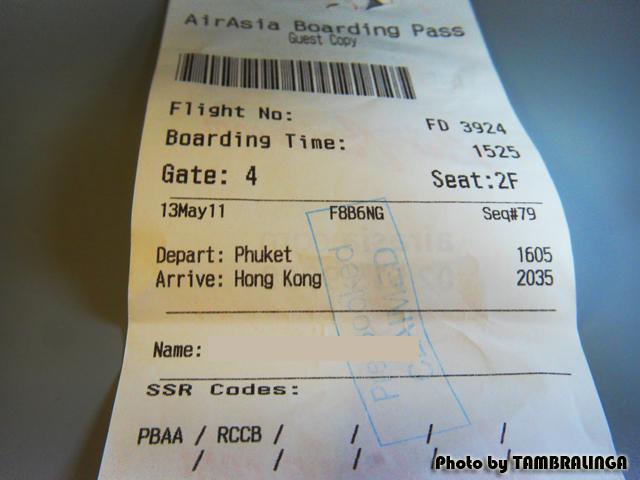 AirAsia Boarding Pass
Guest Copy
Flight No: FD 3924
Boarding Time: 1525
Gate: 4 Seat:2F
13May11 F8B6NG Seq#79
Depart: Phuket 1605
Arrive: Hong Kong 2035
Name:
SSR Codes:
PBAA / RCCB / / / /
/ / / /
Photo by TAMBRALINGA